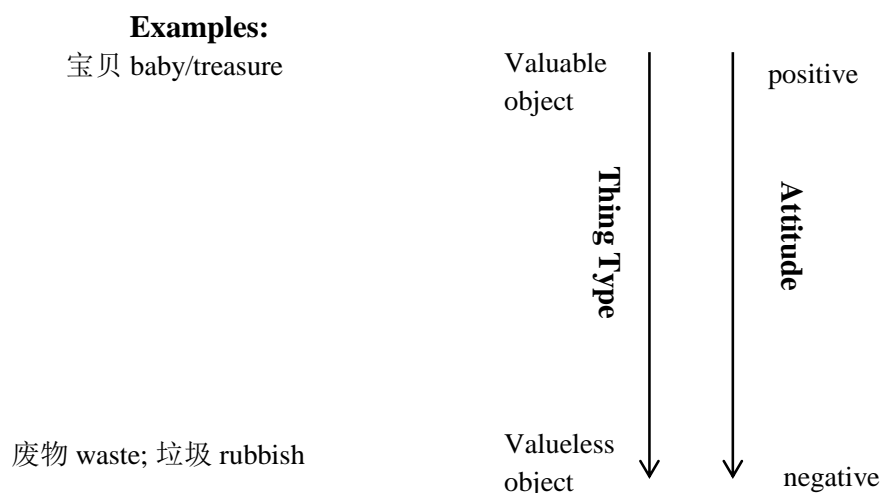 Examples:
宝贝 baby/treasure
Valuable
object
positive
Thing Type
Attitude
废物 waste; 垃圾 rubbish
Valueless
object
negative